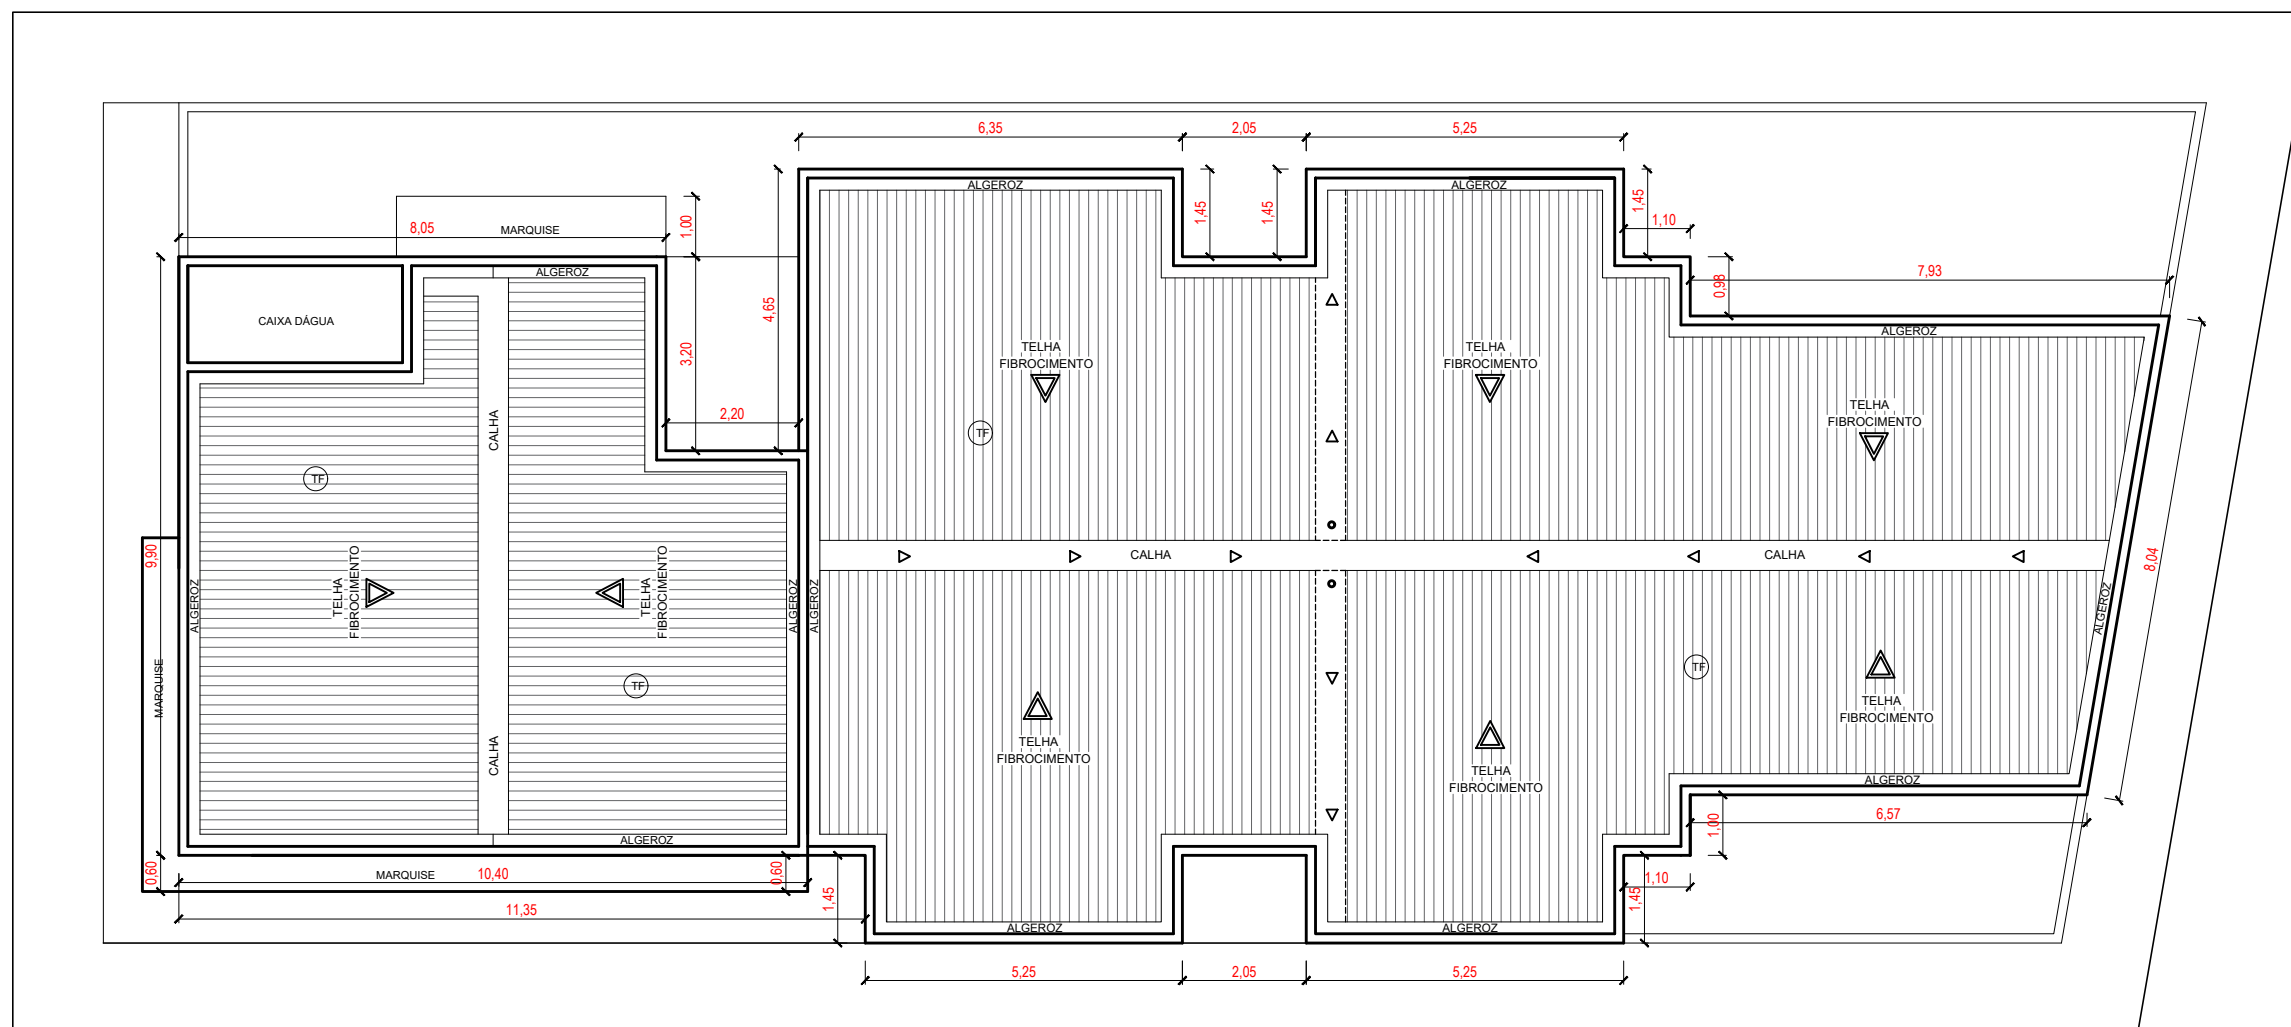 6,35
2,05
5,25
ALGEROZ
ALGEROZ
1,45
1,45
1,45
1,10
8,05
MARQUISE
1,00
ALGEROZ
7,93
0,98
4,65
CAIXA DÁGUA
3,20
ALGEROZ
TELHA
FIBROCIMENTO
TELHA
FIBROCIMENTO
TELHA
FIBROCIMENTO
CALHA
2,20
TF
TF
9,90
CALHA
CALHA
8,04
ALGEROZ
TELHA
FIBROCIMENTO
TELHA
FIBROCIMENTO
ALGEROZ
ALGEROZ
ALGEROZ
MARQUISE
TF
TF
TELHA
FIBROCIMENTO
TELHA
FIBROCIMENTO
TELHA
FIBROCIMENTO
CALHA
ALGEROZ
ALGEROZ
6,57
1,00
0,60
MARQUISE
10,40
0,60
1,45
1,10
1,45
11,35
ALGEROZ
ALGEROZ
5,25
2,05
5,25